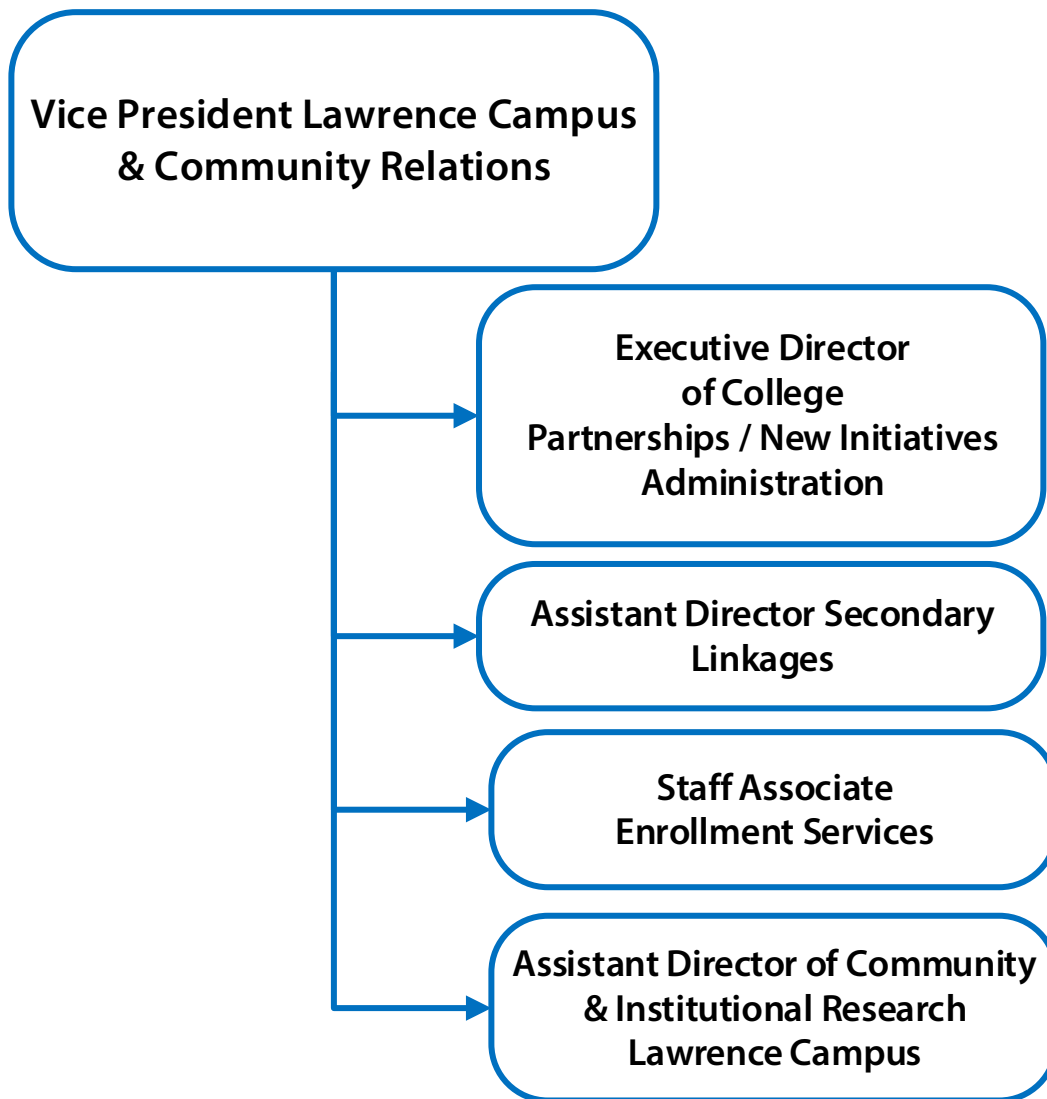 Vice President Lawrence Campus
& Community Relations
Executive Director
of College
Partnerships / New Initiatives
Administration
Assistant Director Secondary
Linkages
Staff Associate
Enrollment Services
Assistant Director of Community
& Institutional Research
Lawrence Campus